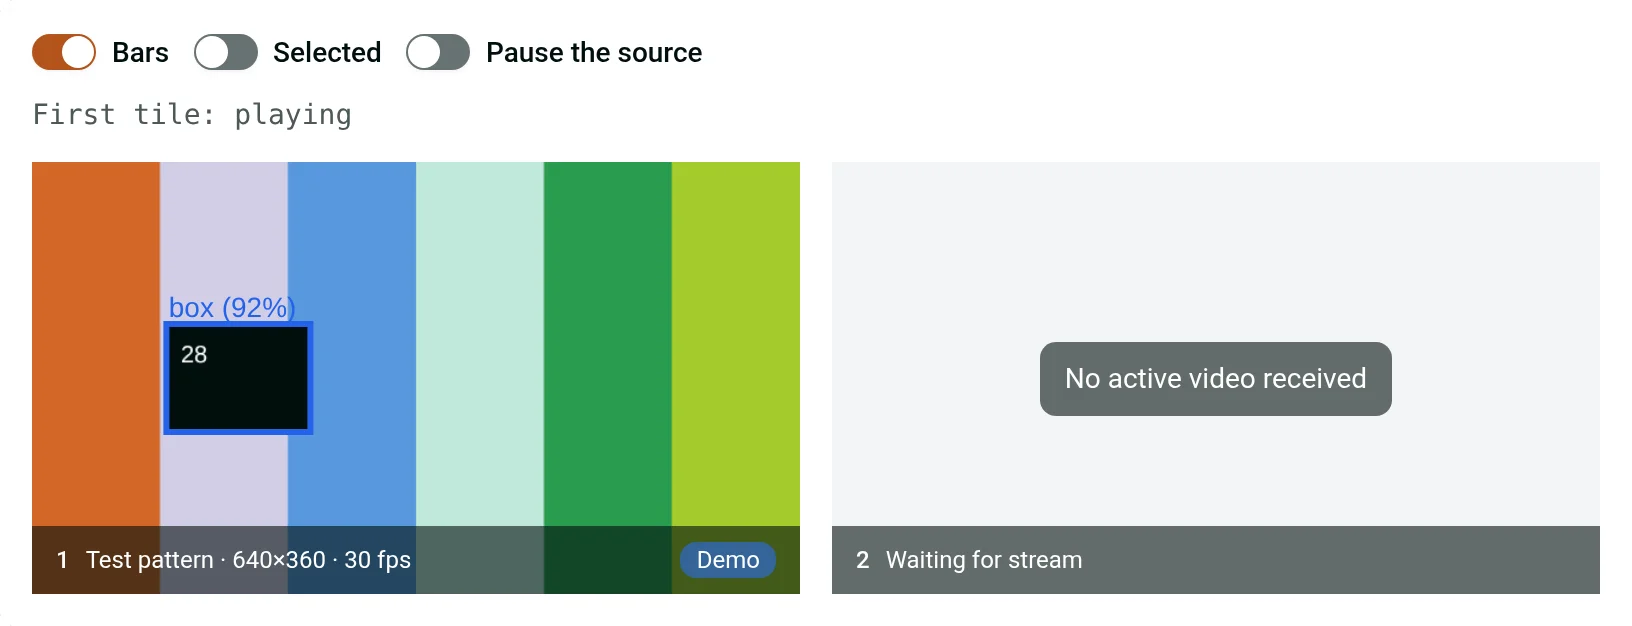 Bars Selected Pause the source
First tile: playing
box (92%)
28
No active video received
1 Test pattern · 640×360 · 30 fps Demo
2 Waiting for stream